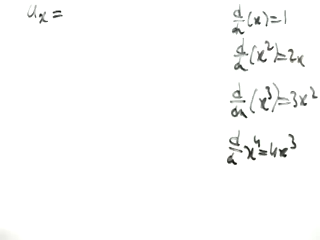 u_x =
d/dx (x) = 1
d/dx (x²) = 2x
d/dx (x³) = 3x²
d/dx x⁴ = 4x³